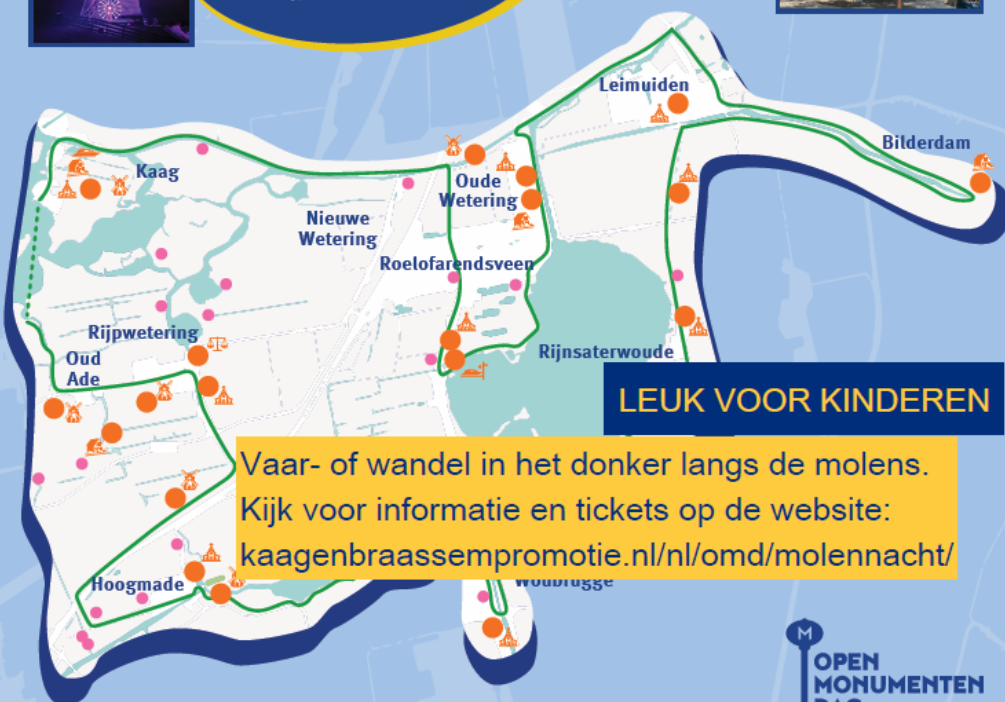 Leimuiden
Bilderdam
Kaag
Oude
Wetering
Nieuwe
Wetering
Roelofarendsveen
Rijpwetering
Oud
Ade
Rijnsaterwoude
LEUK VOOR KINDEREN
Vaar- of wandel in het donker langs de molens.
Kijk voor informatie en tickets op de website:
kaagenbraassempromotie.nl/nl/omd/molennacht/
Hoogmade
Woubrugge
M
OPEN
MONUMENTEN
DAG